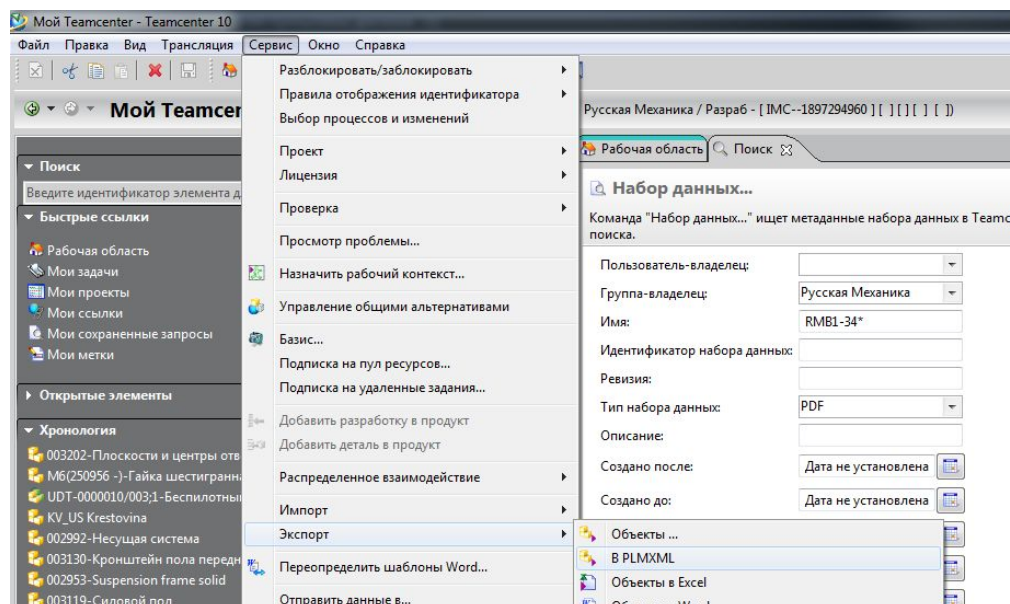 Мой Teamcenter - Teamcenter 10
Файл Правка Вид Трансляция Сервис Окно Справка
Мой Teamcen
Русская Механика / Разраб - [ IMC--1897294960 ] [ ] [ ] [ ] [ ])
Поиск
Введите идентификатор элемента д
Быстрые ссылки
Рабочая область
Мои задачи
Мои проекты
Мои ссылки
Мои сохраненные запросы
Мои метки
Открытые элементы
Хронология
003202-Плоскости и центры отв
М6(250956 -)-Гайка шестигранн
UDT-0000010/003;1-Беспилотны
KV_US Krestovina
002992-Несущая система
003130-Кронштейн пола передн
002953-Suspension frame solid
003119-Силовой пол
Разблокировать/заблокировать
Правила отображения идентификатора
Выбор процессов и изменений
Проект
Лицензия
Проверка
Просмотр проблемы...
Назначить рабочий контекст...
Управление общими альтернативами
Базис...
Подписка на пул ресурсов...
Подписка на удаленные задания...
Добавить разработку в продукт
Добавить деталь в продукт
Распределенное взаимодействие
Импорт
Экспорт
Переопределить шаблоны Word...
Отправить данные в...
Объекты ...
В PLMXML
Объекты в Excel
Рабочая область Поиск
Набор данных...
Команда "Набор данных..." ищет метаданные набора данных в Teamc
поиска.
Пользователь-владелец:
Группа-владелец: Русская Механика
Имя: RMB1-34*
Идентификатор набора данных:
Ревизия:
Тип набора данных: PDF
Описание:
Создано после: Дата не установлена
Создано до: Дата не установлена